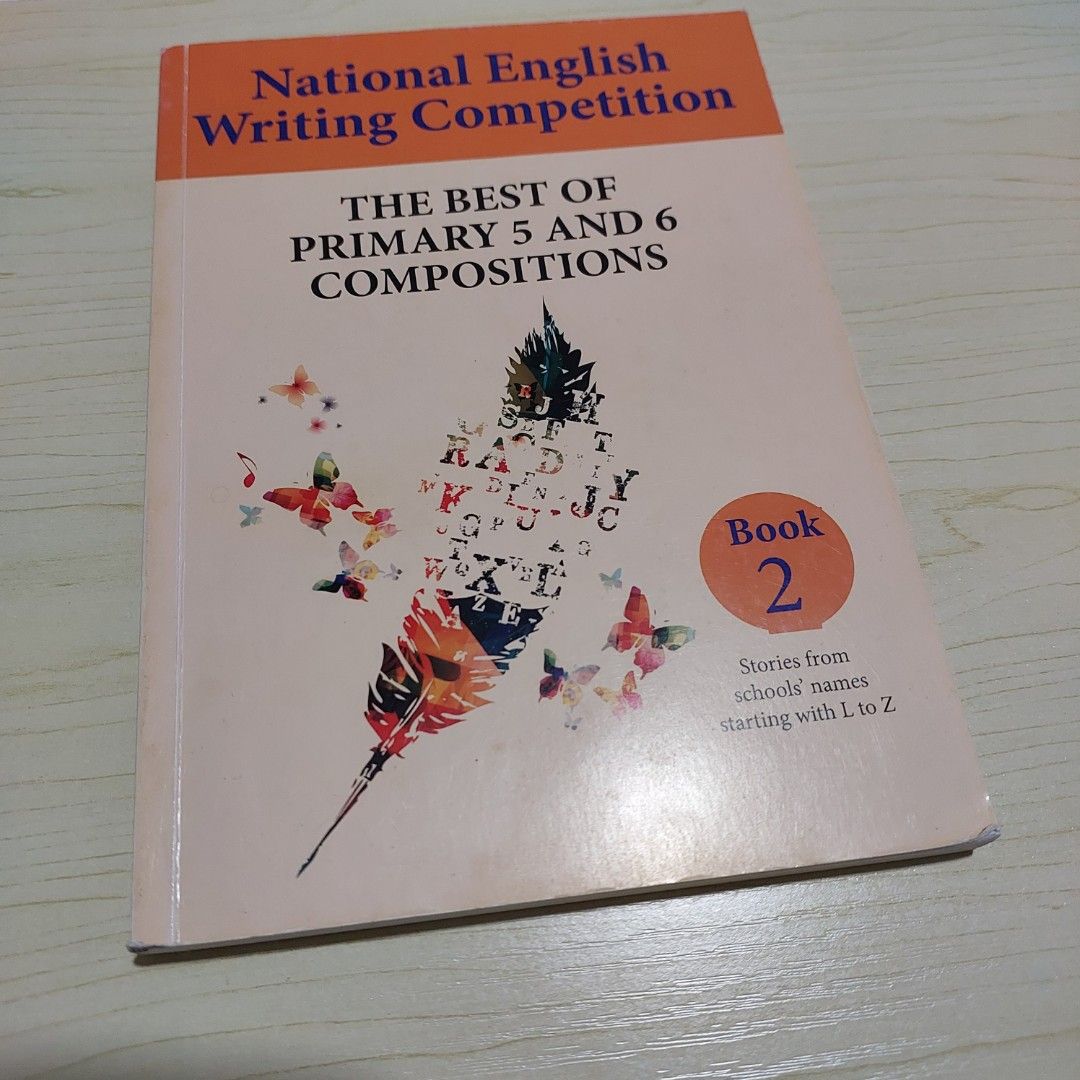 National English
Writing Competition
THE BEST OF
PRIMARY 5 AND 6
COMPOSITIONS
Book
2
Stories from
schools' names
starting with L to Z